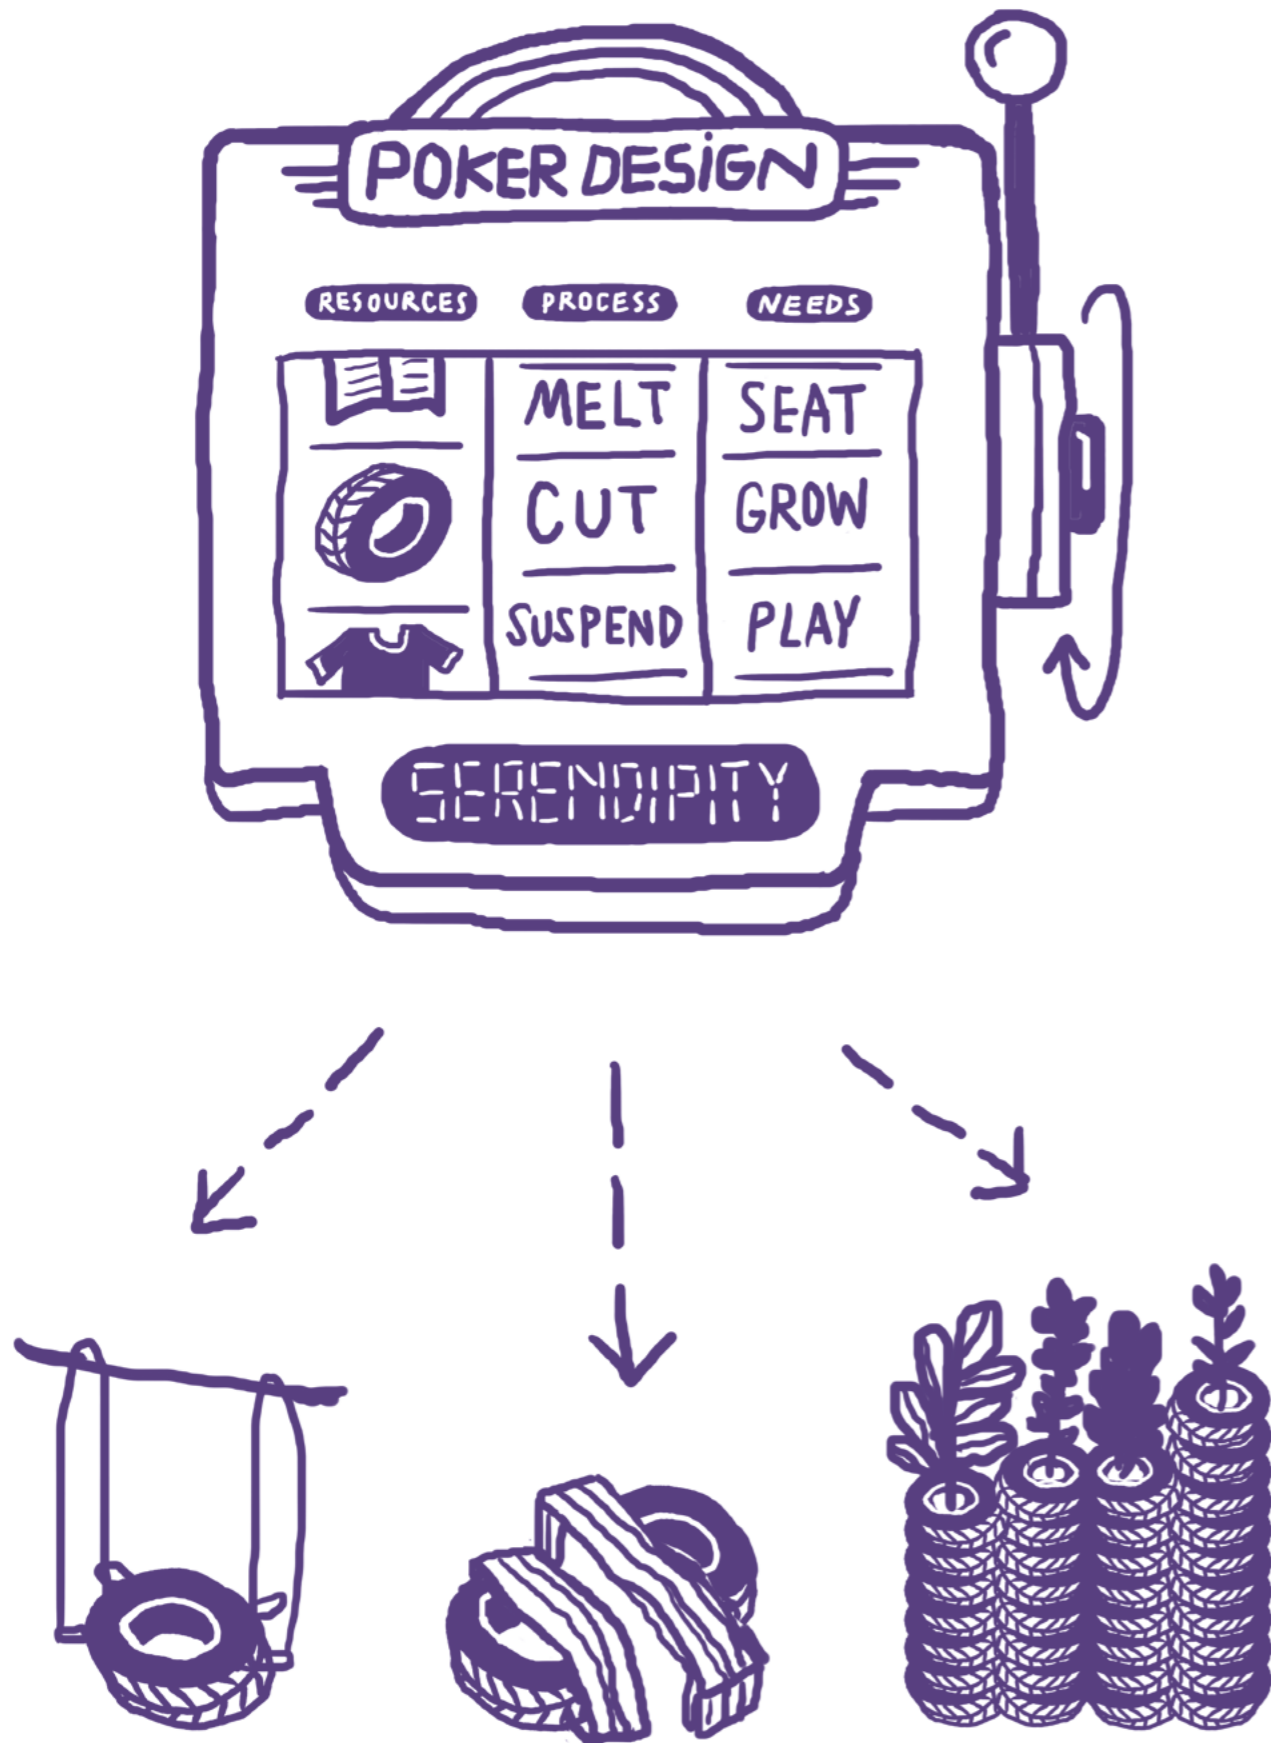 POKER DESiGN
RESOURCES PROCESS NEEDS
MELT SEAT
CUT GROW
SUSPEND PLAY
SERENDIPITY